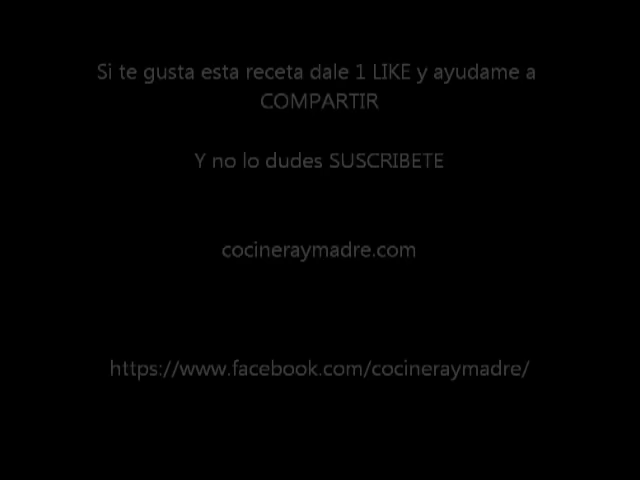 Si te gusta esta receta dale 1 LIKE y ayudame a
COMPARTIR
Y no lo dudes SUSCRIBETE
cocineraymadre.com
https://www.facebook.com/cocineraymadre/